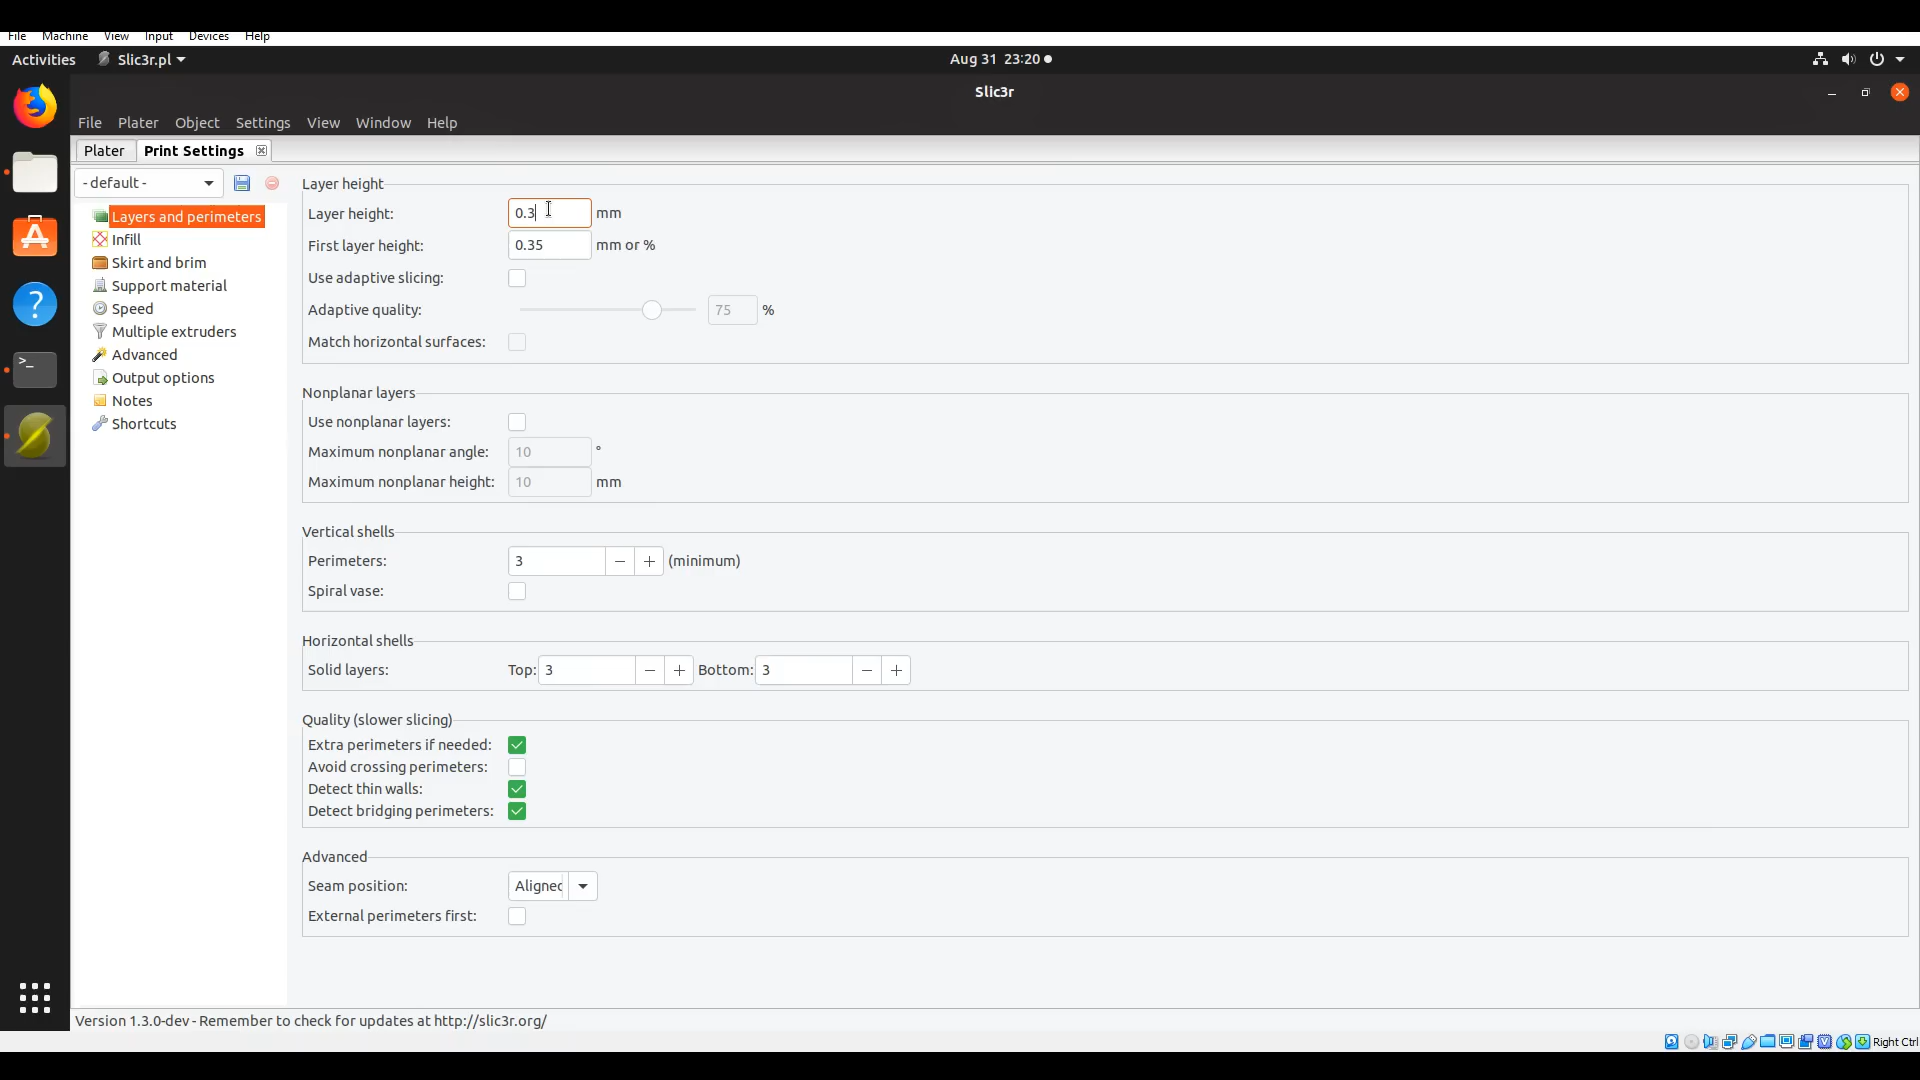 File Machine View Input Devices Help
Activities Slic3r.pl Aug 31 23:20
Slic3r
File Plater Object Settings View Window Help
Plater Print Settings
- default -
Layers and perimeters
Infill
Skirt and brim
Support material
Speed
Multiple extruders
Advanced
Output options
Notes
Shortcuts
Layer height
Layer height: 0.3 mm
First layer height: 0.35 mm or %
Use adaptive slicing:
Adaptive quality: 75 %
Match horizontal surfaces:
Nonplanar layers
Use nonplanar layers:
Maximum nonplanar angle: 10 °
Maximum nonplanar height: 10 mm
Vertical shells
Perimeters: 3 − + (minimum)
Spiral vase:
Horizontal shells
Solid layers: Top: 3 − + Bottom: 3 − +
Quality (slower slicing)
Extra perimeters if needed:
Avoid crossing perimeters:
Detect thin walls:
Detect bridging perimeters:
Advanced
Seam position: Aligned
External perimeters first:
Version 1.3.0-dev - Remember to check for updates at http://slic3r.org/
Right Ctrl